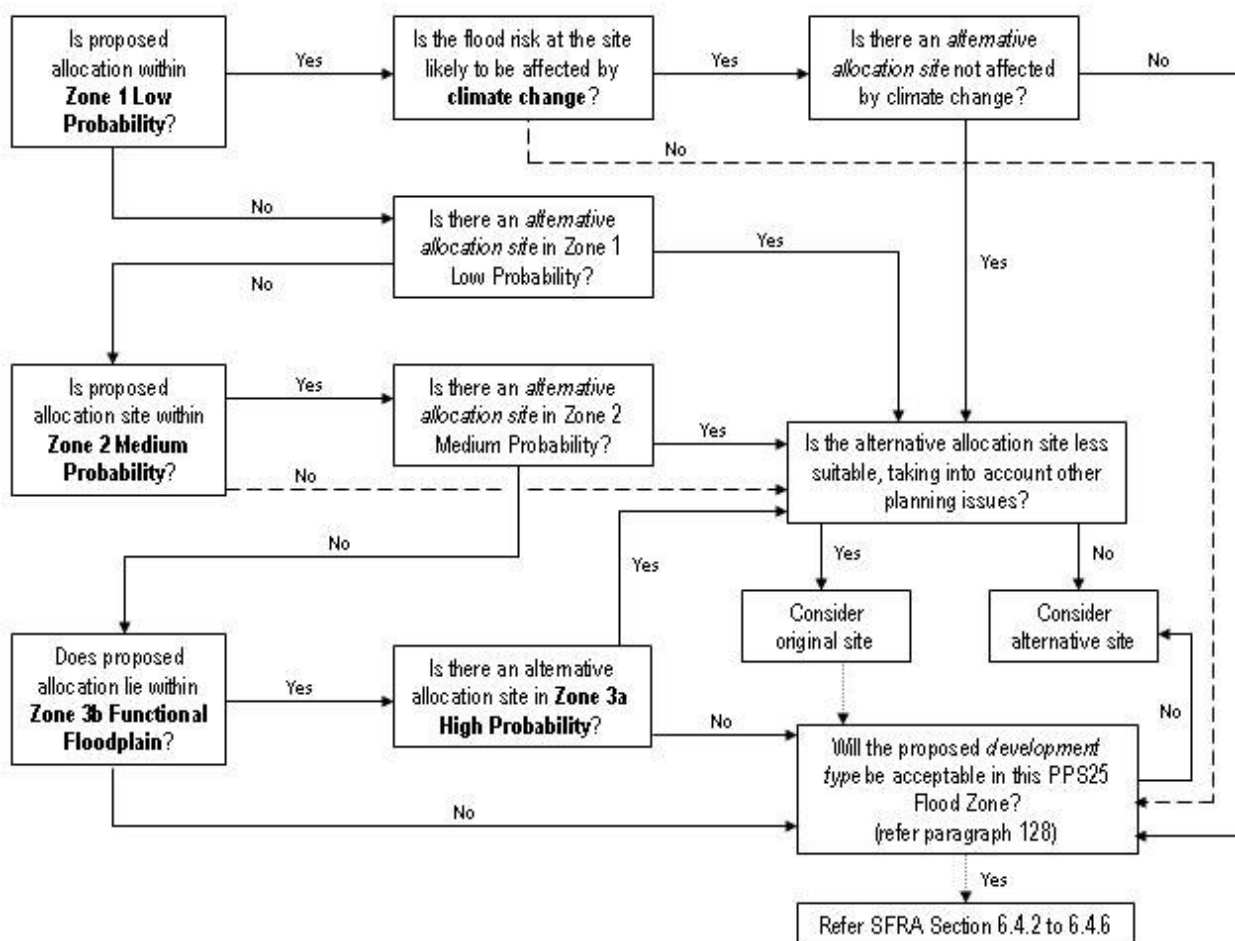 Is proposed
allocation within
Zone 1 Low
Probability?
Yes
Is the flood risk at the site
likely to be affected by
climate change?
Yes
Is there an alternative
allocation site not affected
by climate change?
No
No
No
Is there an alternative
allocation site in Zone 1
Low Probability?
Yes
Yes
No
Is proposed
allocation site within
Zone 2 Medium
Probability?
Yes
Is there an alternative
allocation site in Zone 2
Medium Probability?
Yes
No
Is the alternative allocation site less
suitable, taking into account other
planning issues?
No
Yes
Yes
No
Consider
original site
Consider
alternative site
Does proposed
allocation lie within
Zone 3b Functional
Floodplain?
Yes
Is there an alternative
allocation site in Zone 3a
High Probability?
No
No
Will the proposed development
type be acceptable in this PPS25
Flood Zone?
(refer paragraph 128)
No
Yes
Refer SFRA Section 6.4.2 to 6.4.6